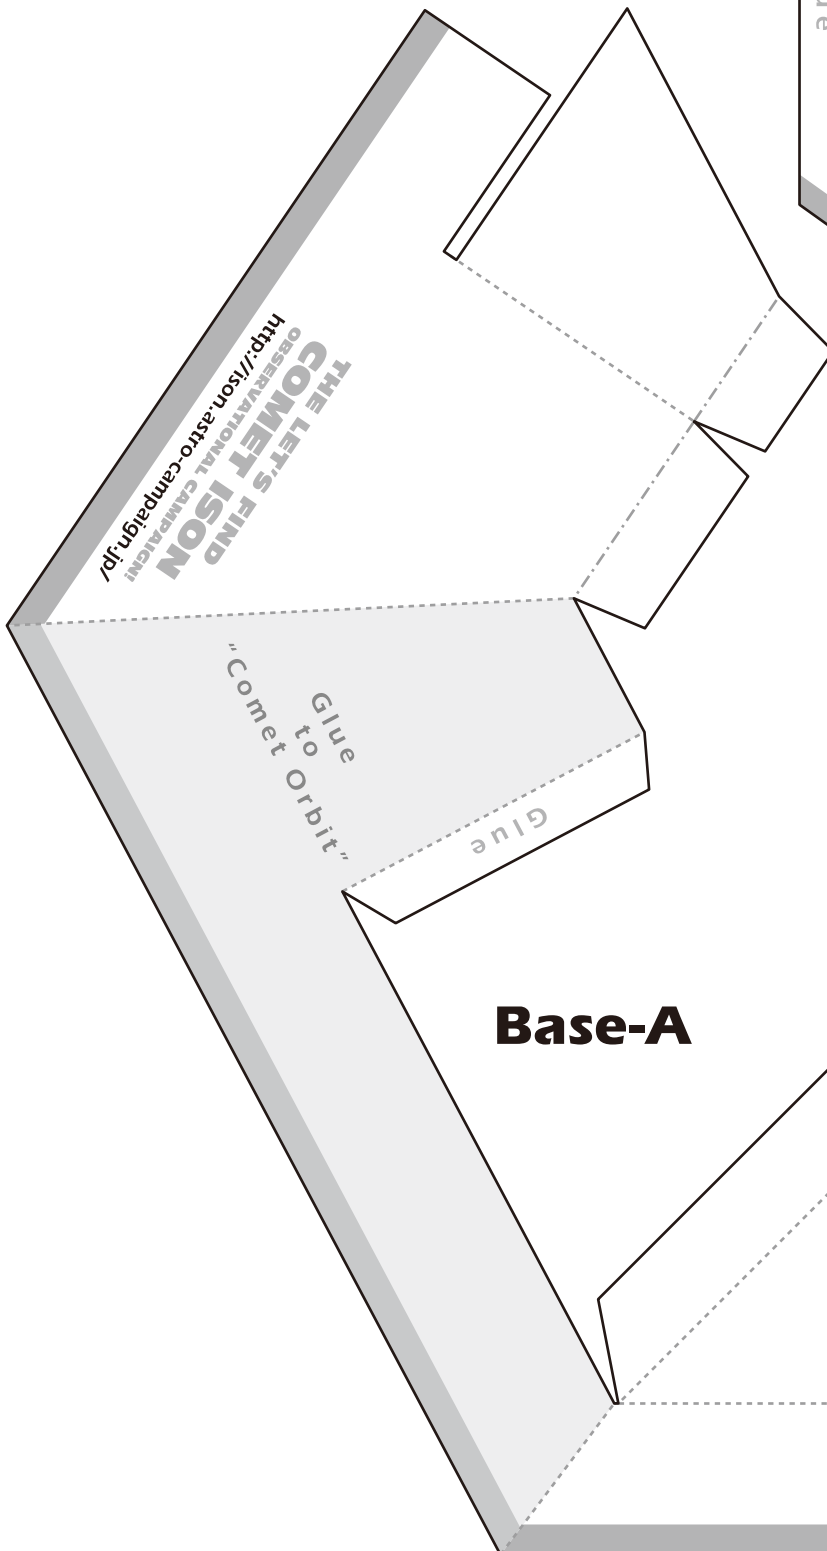 THE LET'S FIND
COMET ISON
OBSERVATIONAL CAMPAIGN!
http://ison.astro-campaign.jp/
Glue
to
"Comet Orbit"
Glue
Base-A